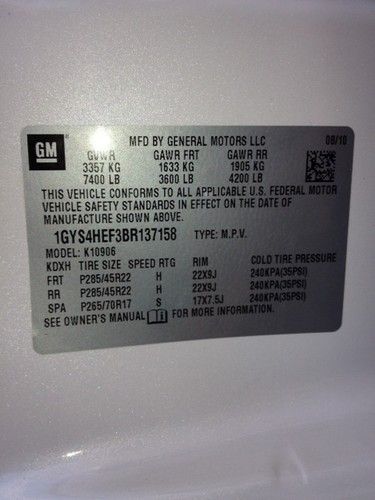 GM
MFD BY GENERAL MOTORS LLC 08/10
GVWR GAWR FRT GAWR RR
3357 KG 1633 KG 1905 KG
7400 LB 3600 LB 4200 LB
THIS VEHICLE CONFORMS TO ALL APPLICABLE U.S. FEDERAL MOTOR
VEHICLE SAFETY STANDARDS IN EFFECT ON THE DATE OF
MANUFACTURE SHOWN ABOVE.
1GYS4HEF3BR137158 TYPE: M.P.V.
MODEL: K10906
KDXH TIRE SIZE SPEED RTG RIM COLD TIRE PRESSURE
FRT P285/45R22 H 22X9J 240KPA(35PSI)
RR P285/45R22 H 22X9J 240KPA(35PSI)
SPA P265/70R17 S 17X7.5J 240KPA(35PSI)
SEE OWNER'S MANUAL FOR MORE INFORMATION.